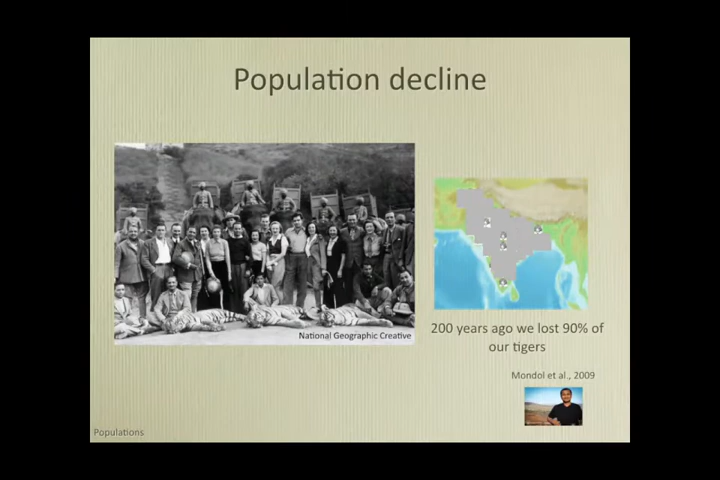 Population decline
National Geographic Creative
200 years ago we lost 90% of
our tigers
Mondol et al., 2009
Populations